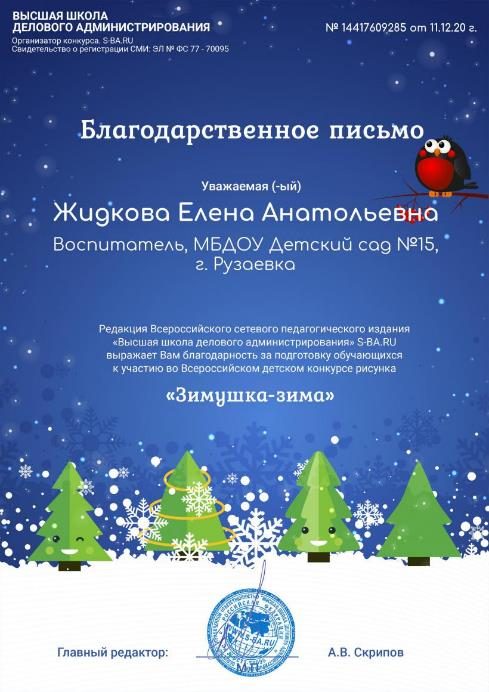 ВЫСШАЯ ШКОЛА
ДЕЛОВОГО АДМИНИСТРИРОВАНИЯ
Организатор конкурса. S-BA.RU
Свидетельство о регистрации СМИ: ЭЛ № ФС 77 - 70095
№ 14417609285 от 11.12.20 г.
Благодарственное письмо
Уважаемая (-ый)
Жидкова Елена Анатольевна
Воспитатель, МБДОУ Детский сад №15,
г. Рузаевка
Редакция Всероссийского сетевого педагогического издания
«Высшая школа делового администрирования» S-BA.RU
выражает Вам благодарность за подготовку обучающихся
к участию во Всероссийском детском конкурсе рисунка
«Зимушка-зима»
WWW.S-BA.RU
Главный редактор:
М.П.
А.В. Скрипов